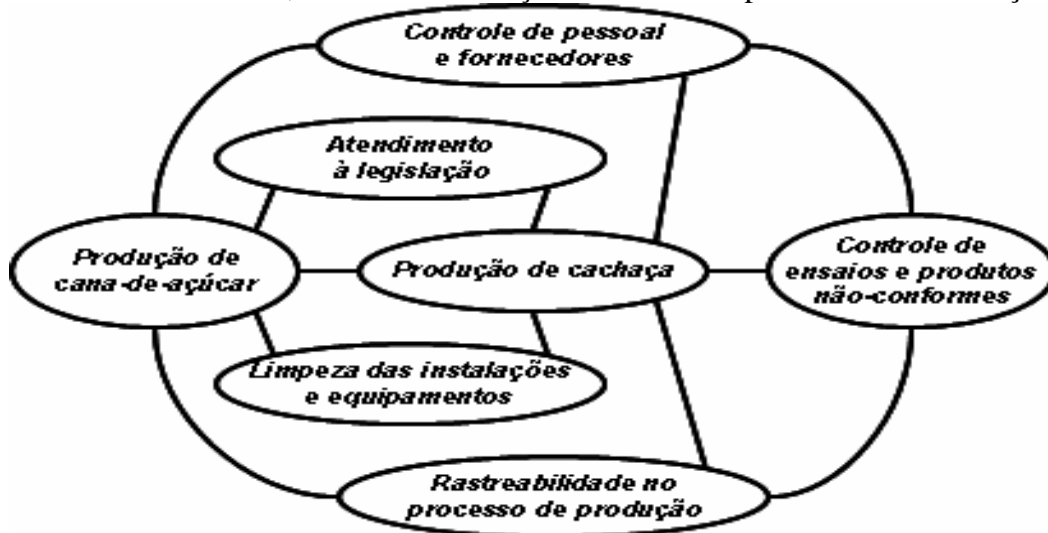 Controle de pessoal
e fornecedores
Atendimento
à legislação
Produção de
cana-de-açúcar
Produção de cachaça
Controle de
ensaios e produtos
não-conformes
Limpeza das instalações
e equipamentos
Rastreabilidade no
processo de produção